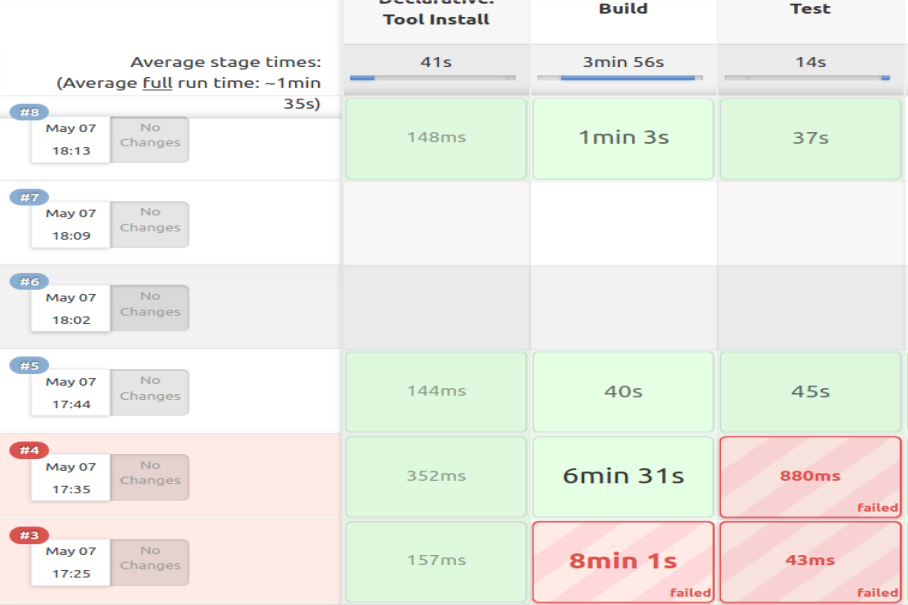 Declarative:
Tool Install
Build
Test
Average stage times:
(Average full run time: ~1min
35s)
41s
3min 56s
14s
#8
May 07
18:13
No
Changes
148ms
1min 3s
37s
#7
May 07
18:09
No
Changes
#6
May 07
18:02
No
Changes
#5
May 07
17:44
No
Changes
144ms
40s
45s
#4
May 07
17:35
No
Changes
352ms
6min 31s
880ms
failed
#3
May 07
17:25
No
Changes
157ms
8min 1s
failed
43ms
failed